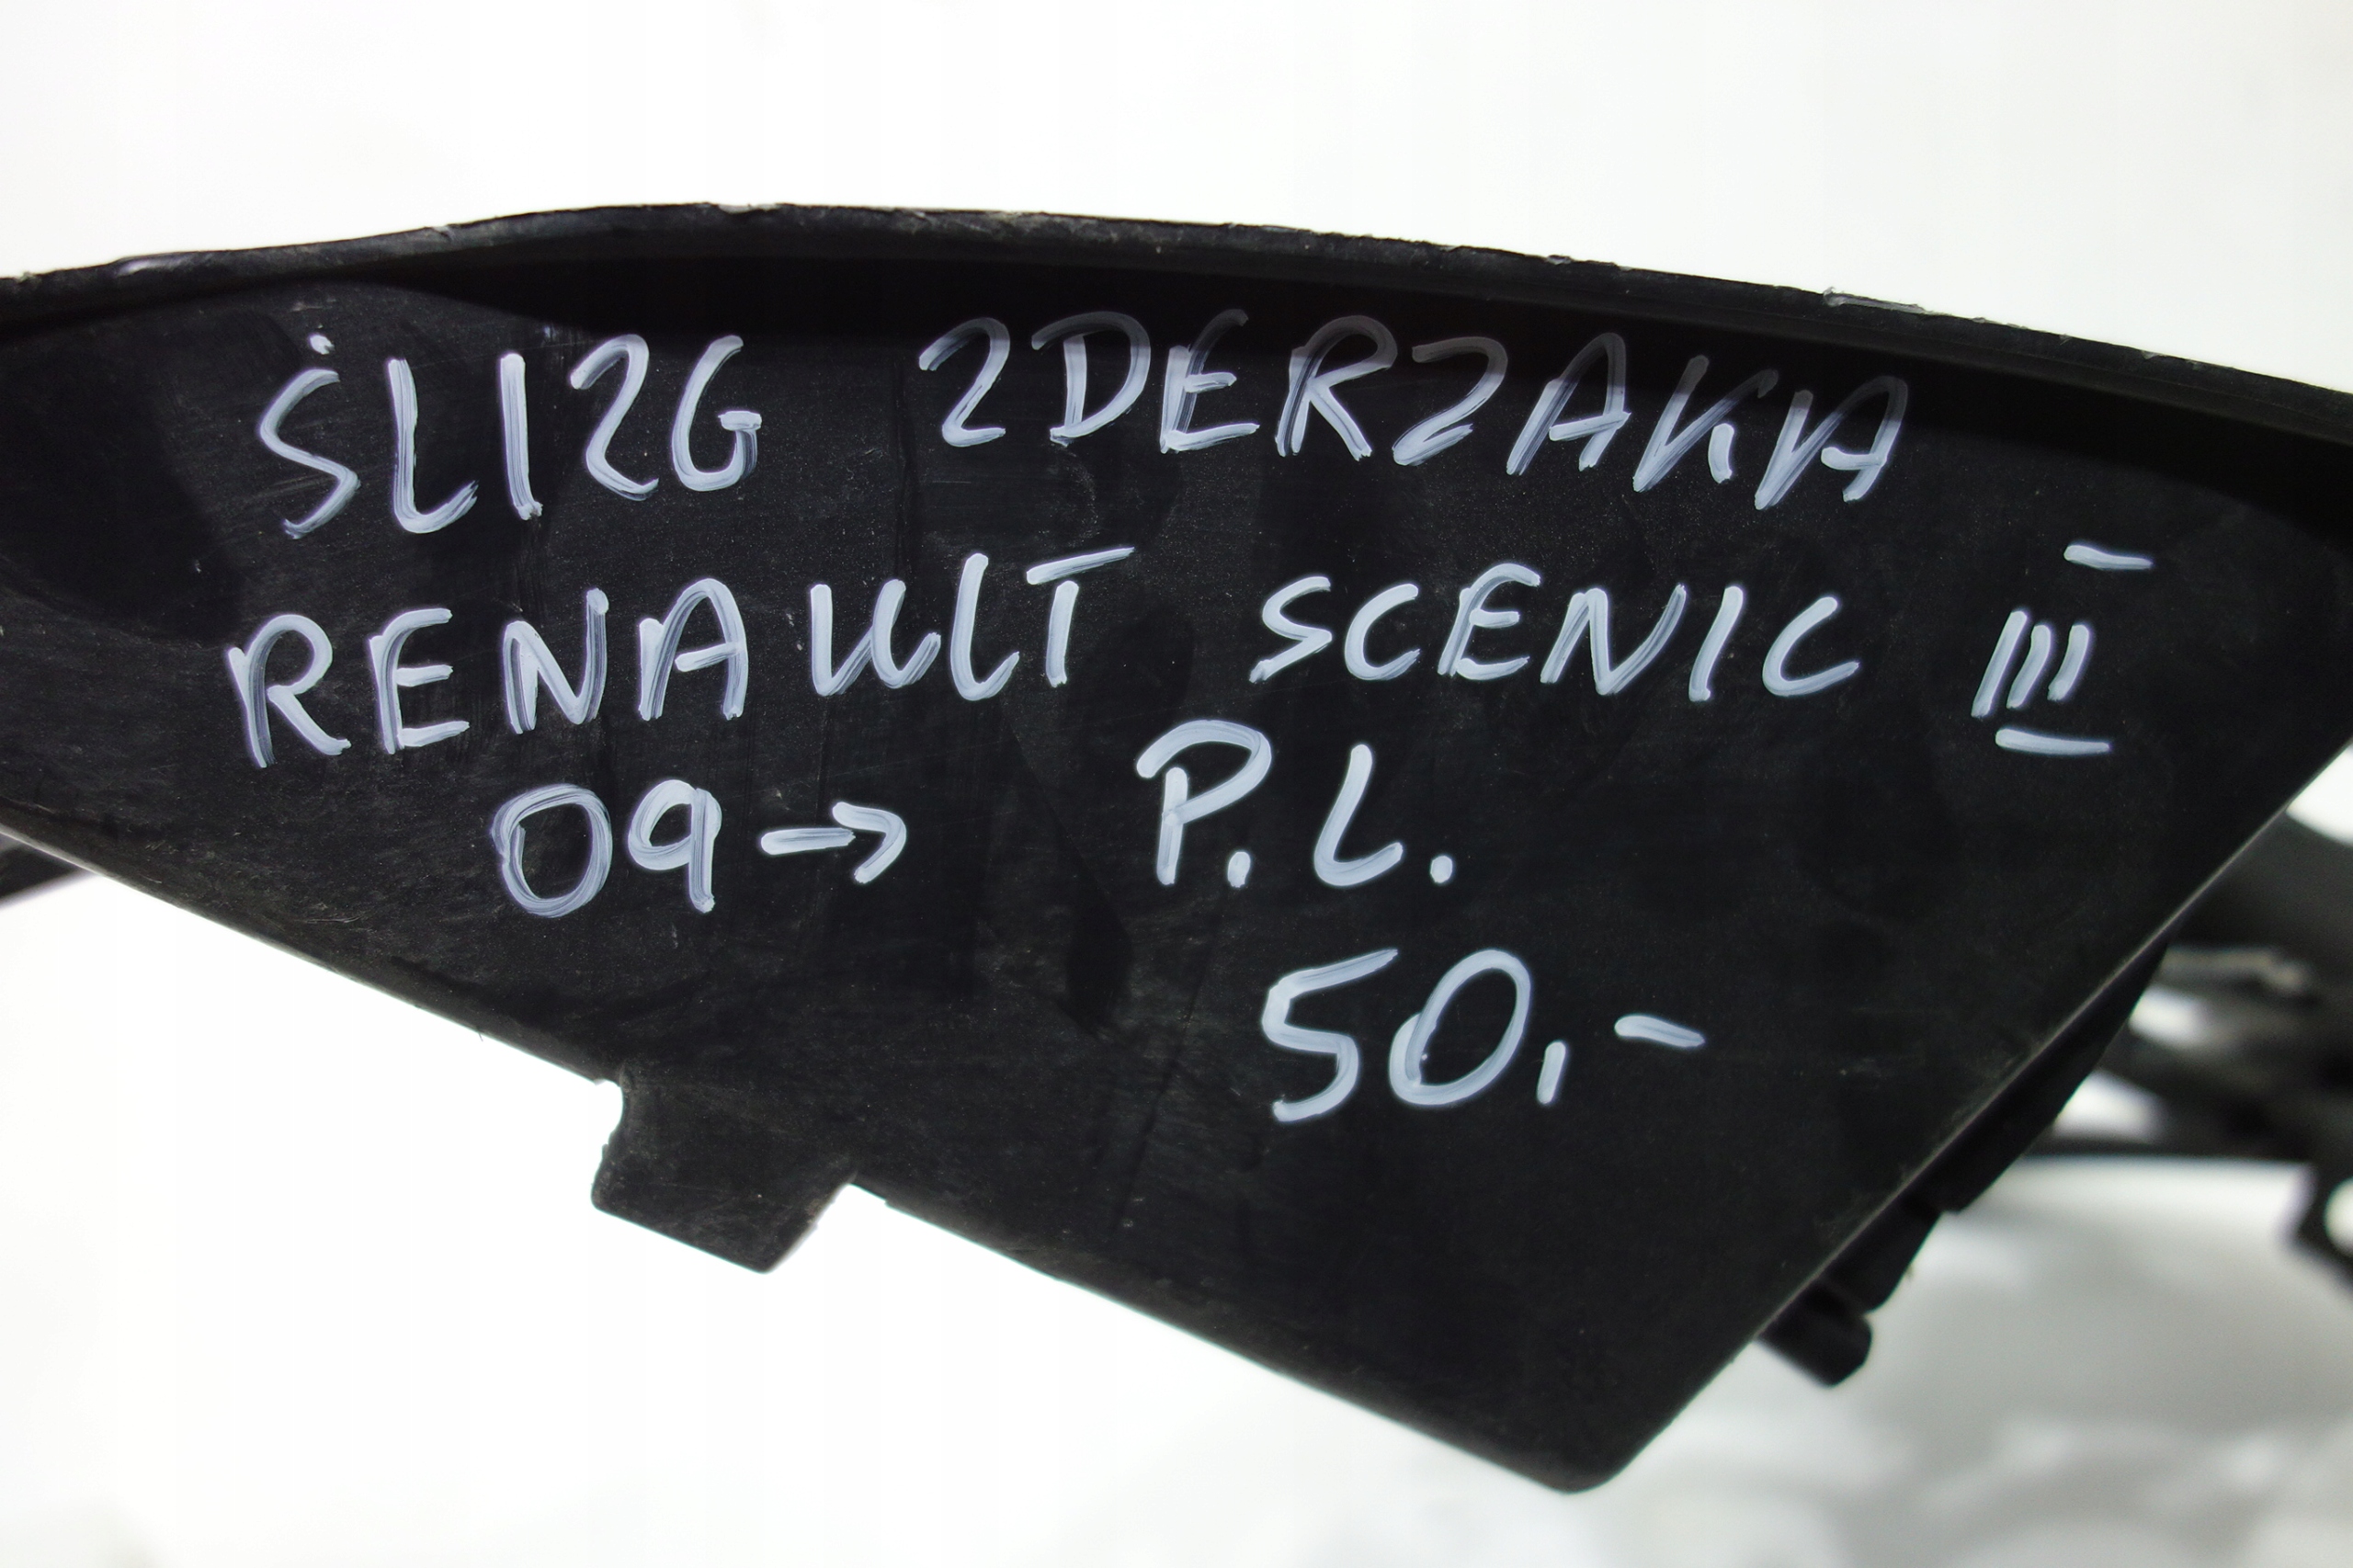 ŚLIZG ZDERZAKA
RENAULT SCENIC III
09→ P.L.
50,-